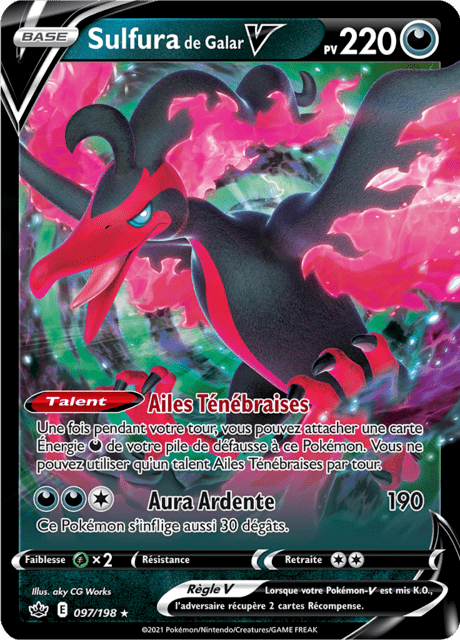 BASE Sulfura de Galar V PV 220
Talent Ailes Ténébraises
Une fois pendant votre tour, vous pouvez attacher une carte
Énergie de votre pile de défausse à ce Pokémon. Vous ne
pouvez utiliser qu'un talent Ailes Ténébraises par tour.
Aura Ardente 190
Ce Pokémon s'inflige aussi 30 dégâts.
Faiblesse ×2 Résistance Retraite
Illus. aky CG Works
Règle V Lorsque votre Pokémon-V est mis K.O.,
l'adversaire récupère 2 cartes Récompense.
E 097/198 ★
©2021 Pokémon/Nintendo/Creatures/GAME FREAK